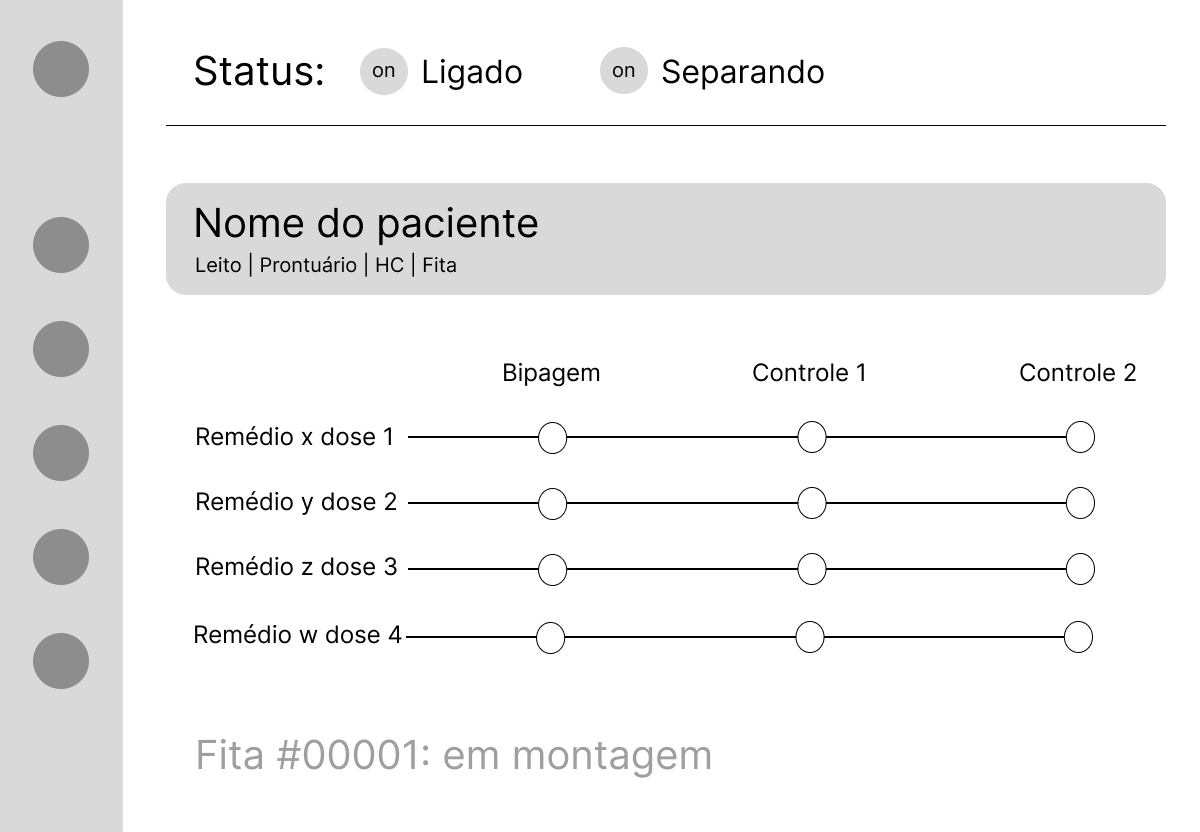 Status: on Ligado on Separando
Nome do paciente
Leito | Prontuário | HC | Fita
Bipagem Controle 1 Controle 2
Remédio x dose 1
Remédio y dose 2
Remédio z dose 3
Remédio w dose 4
Fita #00001: em montagem